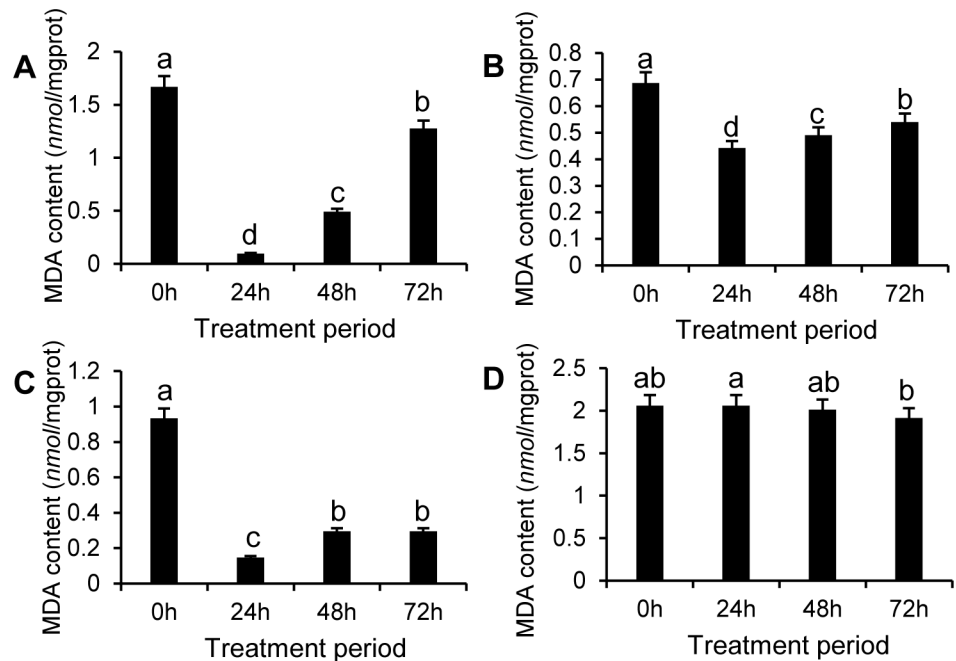 A
MDA content (nmol/mgprot)
2
1.5
1
0.5
0
a
d
c
b
0h 24h 48h 72h
Treatment period
B
MDA content (nmol/mgprot)
0.8
0.7
0.6
0.5
0.4
0.3
0.2
0.1
0
a
d
c
b
0h 24h 48h 72h
Treatment period
C
MDA content (nmol/mgprot)
1.2
1
0.8
0.6
0.4
0.2
0
a
c
b
b
0h 24h 48h 72h
Treatment period
D
MDA content (nmol/mgprot)
2.5
2
1.5
1
0.5
0
ab
a
ab
b
0h 24h 48h 72h
Treatment period